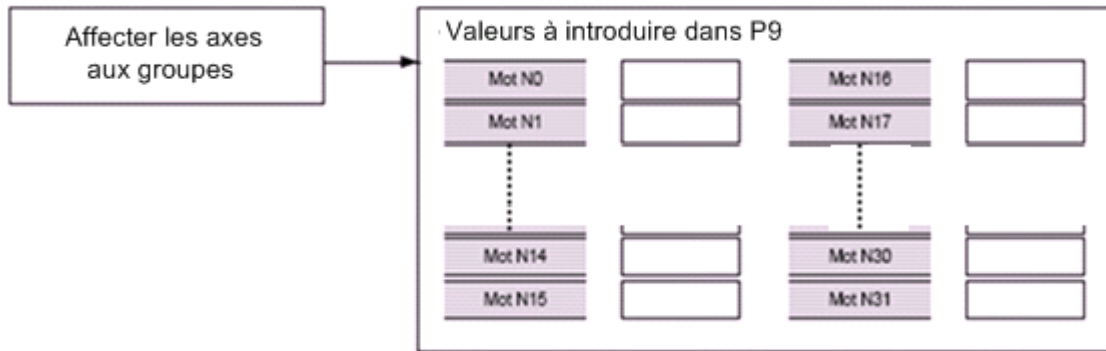 Affecter les axes
aux groupes
Valeurs à introduire dans P9
Mot N0
Mot N16
Mot N1
Mot N17
Mot N14
Mot N30
Mot N15
Mot N31